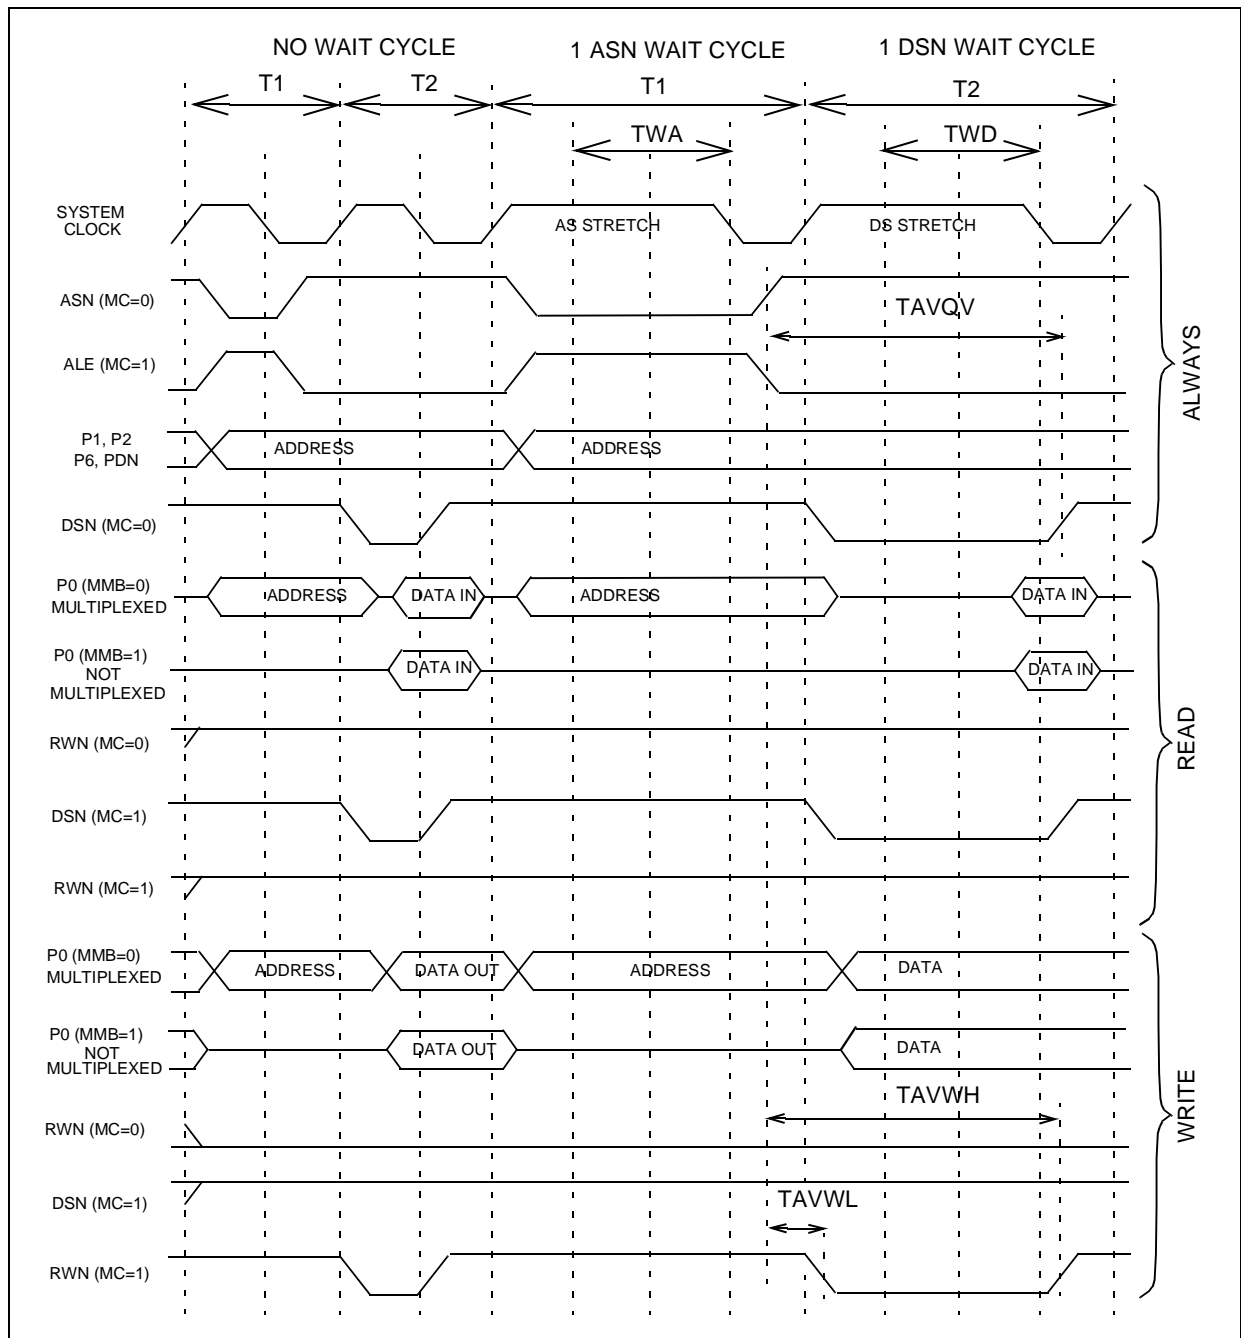 NO WAIT CYCLE 1 ASN WAIT CYCLE 1 DSN WAIT CYCLE
T1 T2 T1 T2
TWA TWD
SYSTEM
CLOCK
AS STRETCH DS STRETCH
ASN (MC=0)
TAVQV
ALE (MC=1)
P1, P2
P6, PDN
ADDRESS ADDRESS
DSN (MC=0)
ALWAYS
P0 (MMB=0)
MULTIPLEXED
ADDRESS DATA IN ADDRESS DATA IN
P0 (MMB=1)
NOT
MULTIPLEXED
DATA IN DATA IN
RWN (MC=0)
DSN (MC=1)
RWN (MC=1)
READ
P0 (MMB=0)
MULTIPLEXED
ADDRESS DATA OUT ADDRESS DATA
P0 (MMB=1)
NOT
MULTIPLEXED
DATA OUT DATA
TAVWH
RWN (MC=0)
DSN (MC=1)
TAVWL
RWN (MC=1)
WRITE